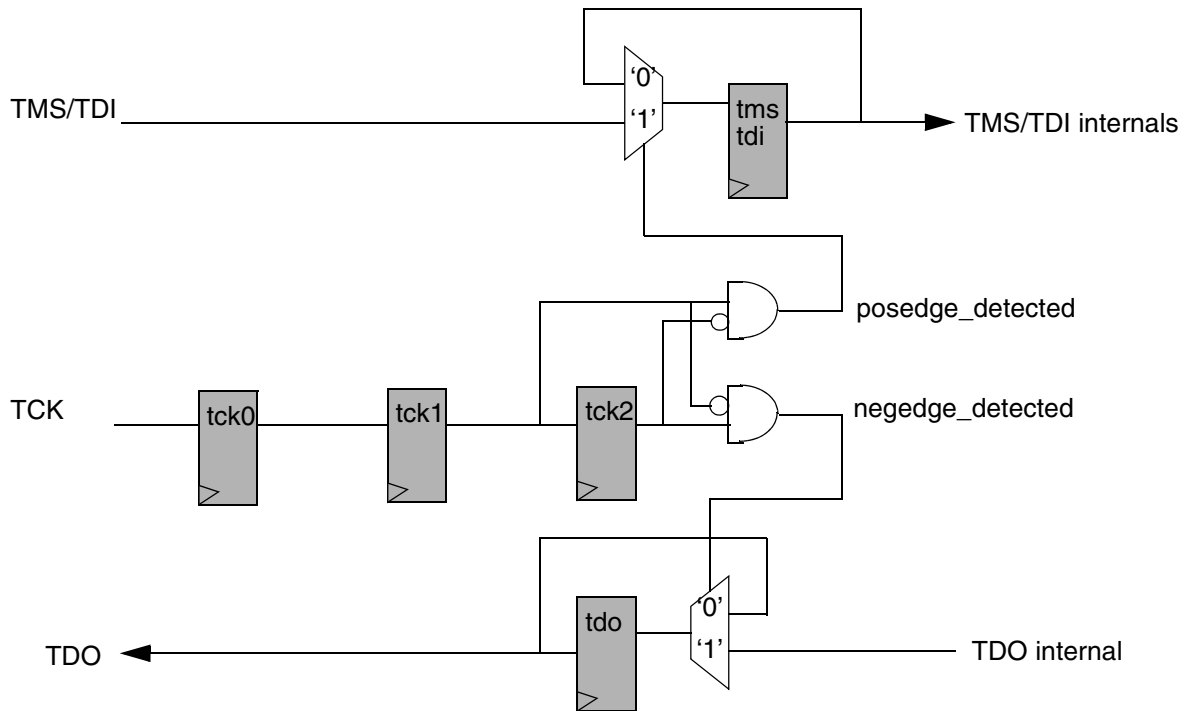 ‘0’
TMS/TDI
‘1’
tms
tdi
TMS/TDI internals
posedge_detected
TCK
tck0
tck1
tck2
negedge_detected
‘0’
tdo
‘1’
TDO
TDO internal